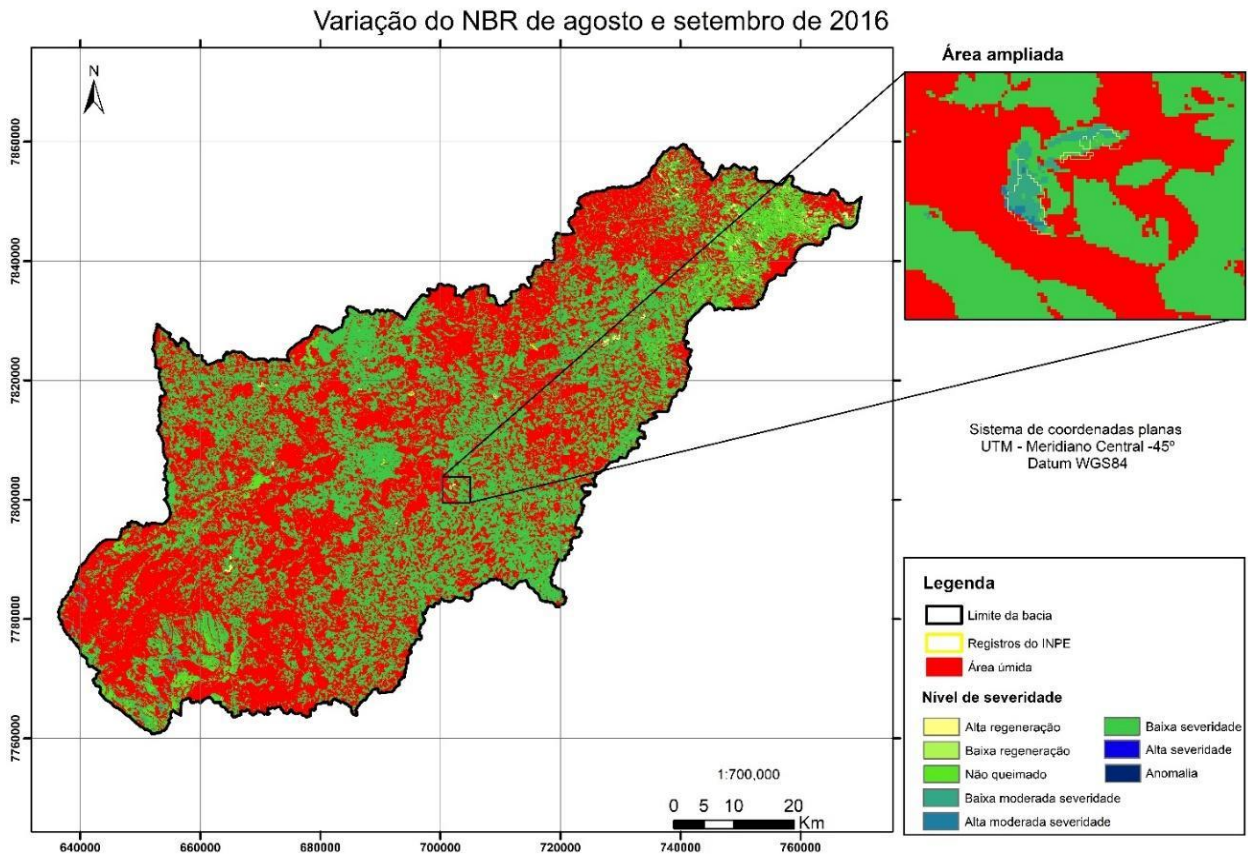 Variação do NBR de agosto e setembro de 2016
Área ampliada
N
7860000
7840000
7820000
7800000
7780000
7760000
Sistema de coordenadas planas
UTM - Meridiano Central -45º
Datum WGS84
Legenda
Limite da bacia
Registros do INPE
Área úmida
Nível de severidade
Alta regeneração
Baixa regeneração
Não queimado
Baixa moderada severidade
Alta moderada severidade
Baixa severidade
Alta severidade
Anomalia
1:700,000
0 5 10 20
Km
640000 660000 680000 700000 720000 740000 760000